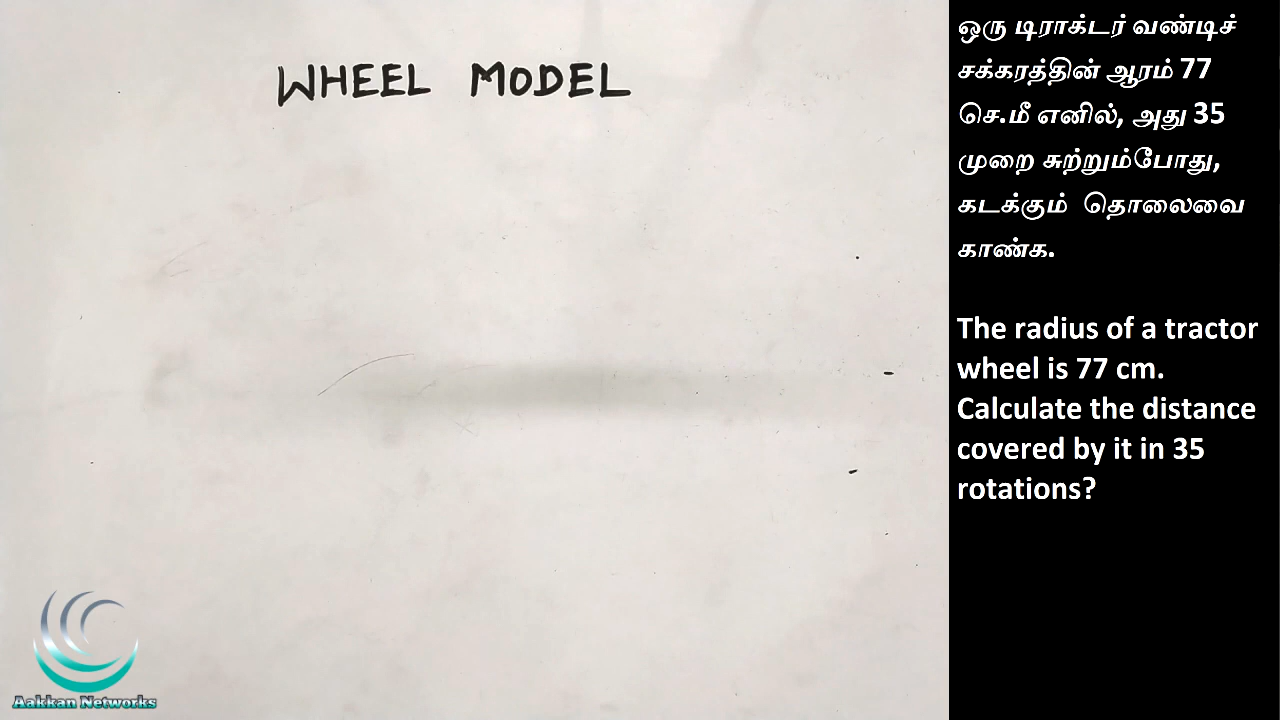 WHEEL MODEL
ஒரு டிராக்டர் வண்டிச்
சக்கரத்தின் ஆரம் 77
செ.மீ எனில், அது 35
முறை சுற்றும்போது,
கடக்கும் தொலைவை
காண்க.
The radius of a tractor
wheel is 77 cm.
Calculate the distance
covered by it in 35
rotations?
Aakkan Networks